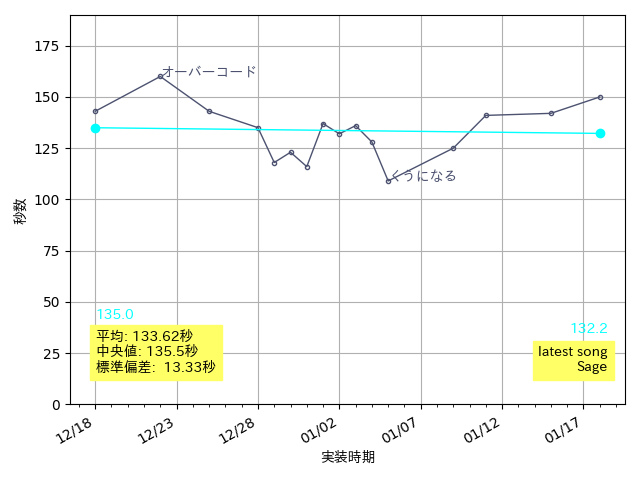 175
150
125
100
75
50
25
0
秒数
オーバーコード
くうになる
135.0
132.2
平均: 133.62秒
中央値: 135.5秒
標準偏差: 13.33秒
latest song
Sage
12/18
12/23
12/28
01/02
01/07
01/12
01/17
実装時期